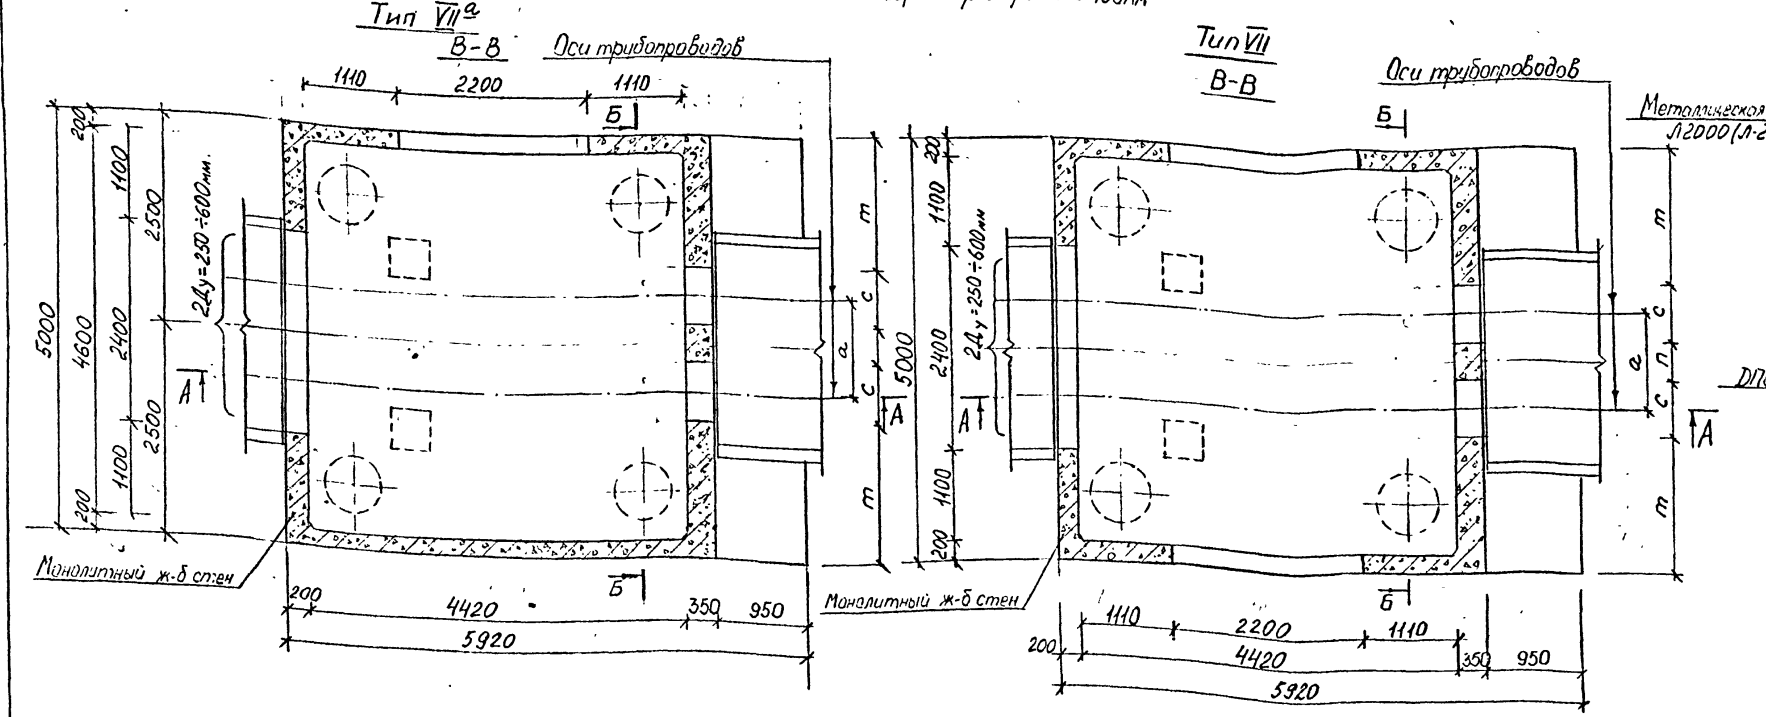 Тип VIIа
В-В
Оси трубопроводов
1110
2200
1110
Б
200
1100
2500
5000
4600
2400
2Ду=250÷600мм.
А
1100
2500
200
m
с
а
с
А
m
Монолитный ж-б стен
Б
200
4420
350
950
5920
Тип VII
В-В
Оси трубопроводов
Б
Металлическая
Л2000
200
1100
2Ду=250÷600мм
5000
2400
А
1100
200
m
с
п
с
а
А
m
Монолитный ж-б стен
Б
1110
2200
1110
200
4420
350
950
5920